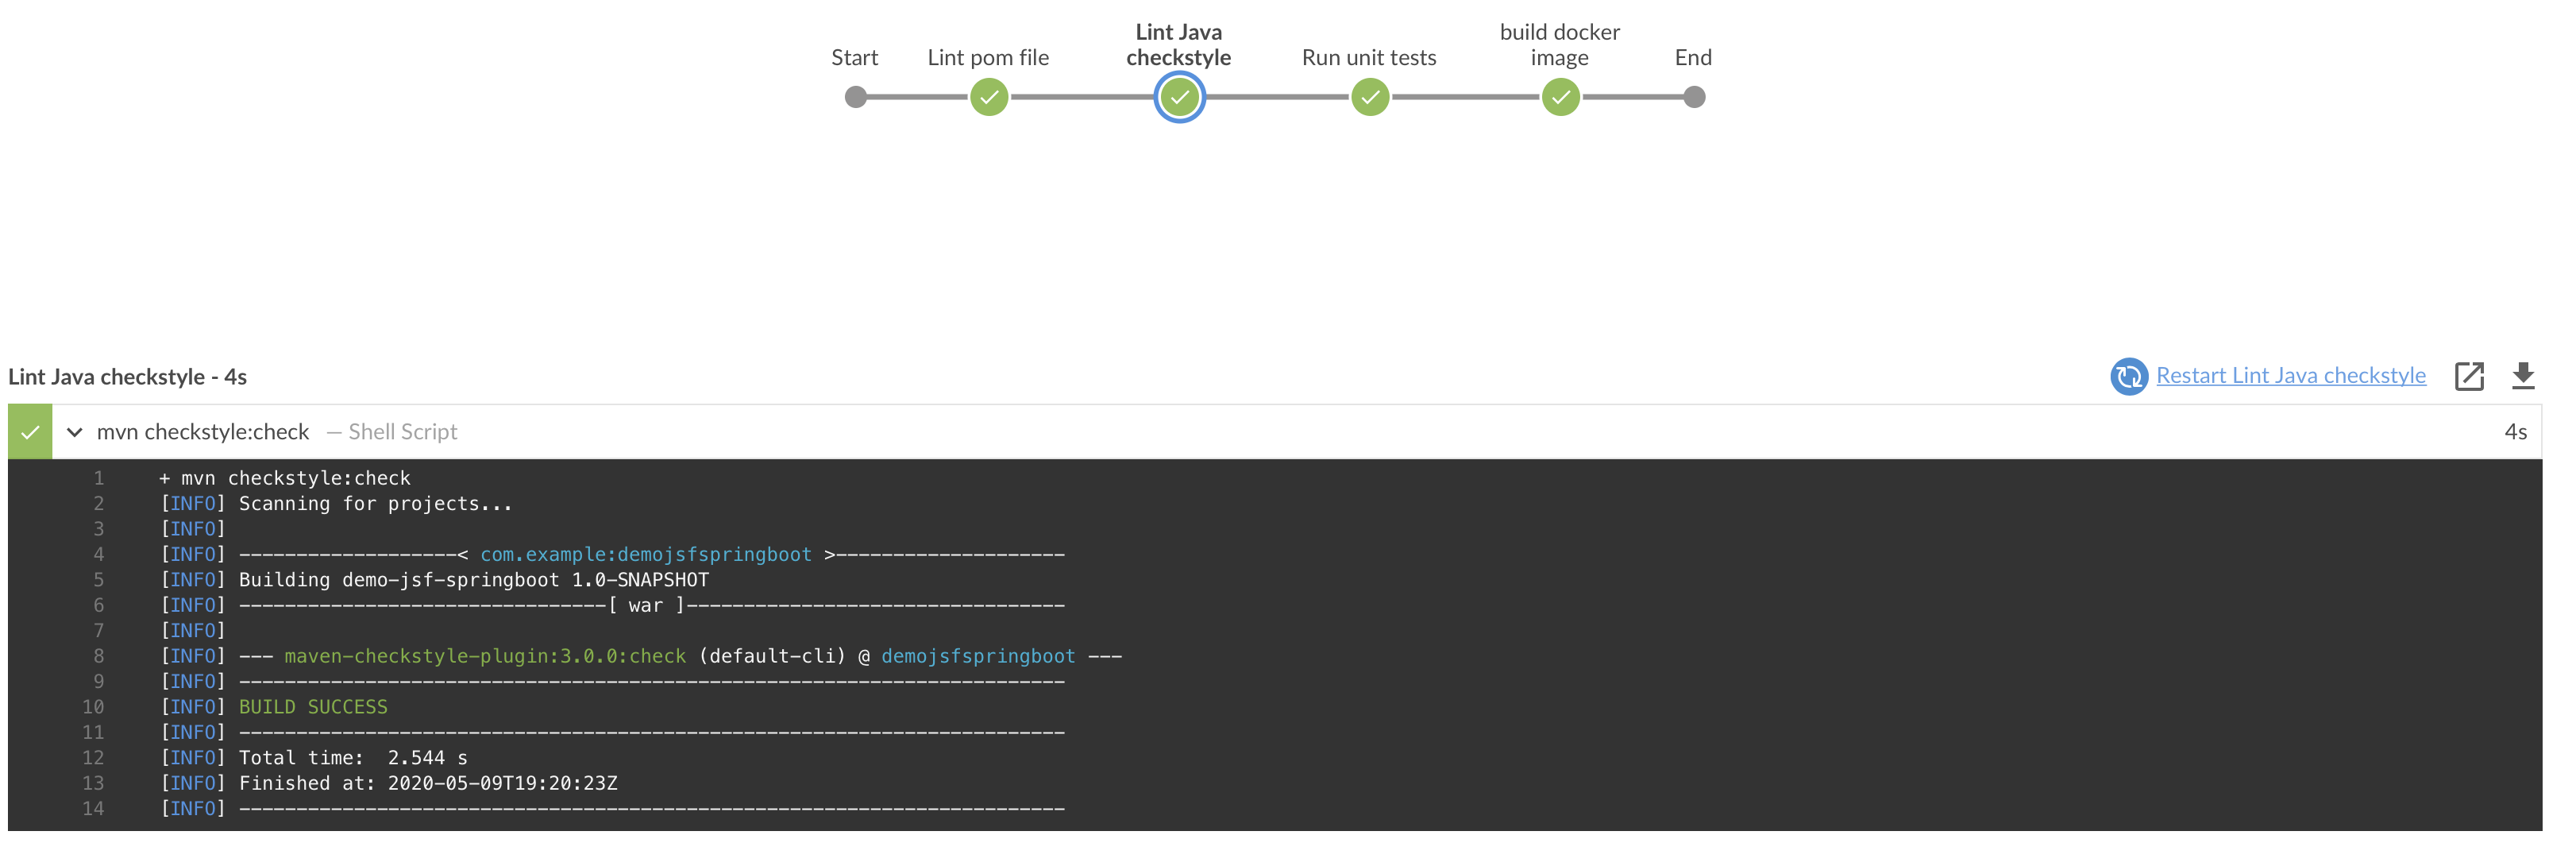 Start
Lint pom file
Lint Java
checkstyle
Run unit tests
build docker
image
End
Lint Java checkstyle - 4s
Restart Lint Java checkstyle
mvn checkstyle:check — Shell Script
4s
1 + mvn checkstyle:check
2 [INFO] Scanning for projects...
3 [INFO]
4 [INFO] -------------------< com.example:demojsfspringboot >--------------------
5 [INFO] Building demo-jsf-springboot 1.0-SNAPSHOT
6 [INFO] --------------------------------[ war ]---------------------------------
7 [INFO]
8 [INFO] --- maven-checkstyle-plugin:3.0.0:check (default-cli) @ demojsfspringboot ---
9 [INFO] ------------------------------------------------------------------------
10 [INFO] BUILD SUCCESS
11 [INFO] ------------------------------------------------------------------------
12 [INFO] Total time:  2.544 s
13 [INFO] Finished at: 2020-05-09T19:20:23Z
14 [INFO] ------------------------------------------------------------------------